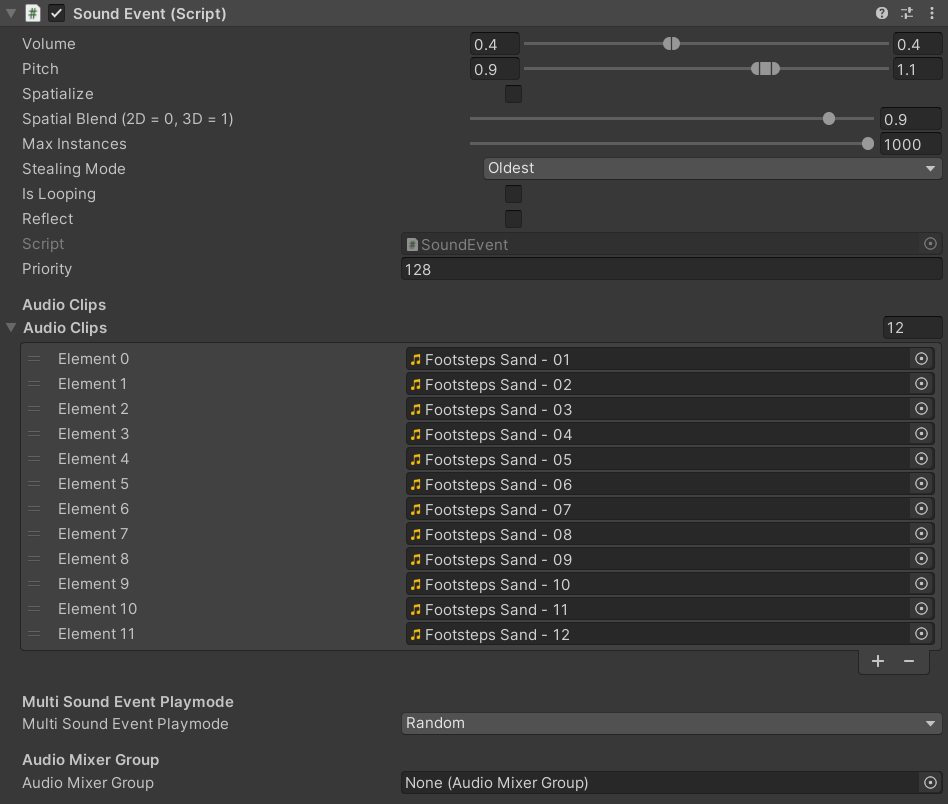 Sound Event (Script)
Volume 0.4 0.4
Pitch 0.9 1.1
Spatialize
Spatial Blend (2D = 0, 3D = 1) 0.9
Max Instances 1000
Stealing Mode Oldest
Is Looping
Reflect
Script SoundEvent
Priority 128
Audio Clips
Audio Clips 12
Element 0 Footsteps Sand - 01
Element 1 Footsteps Sand - 02
Element 2 Footsteps Sand - 03
Element 3 Footsteps Sand - 04
Element 4 Footsteps Sand - 05
Element 5 Footsteps Sand - 06
Element 6 Footsteps Sand - 07
Element 7 Footsteps Sand - 08
Element 8 Footsteps Sand - 09
Element 9 Footsteps Sand - 10
Element 10 Footsteps Sand - 11
Element 11 Footsteps Sand - 12
+ −
Multi Sound Event Playmode
Multi Sound Event Playmode Random
Audio Mixer Group
Audio Mixer Group None (Audio Mixer Group)